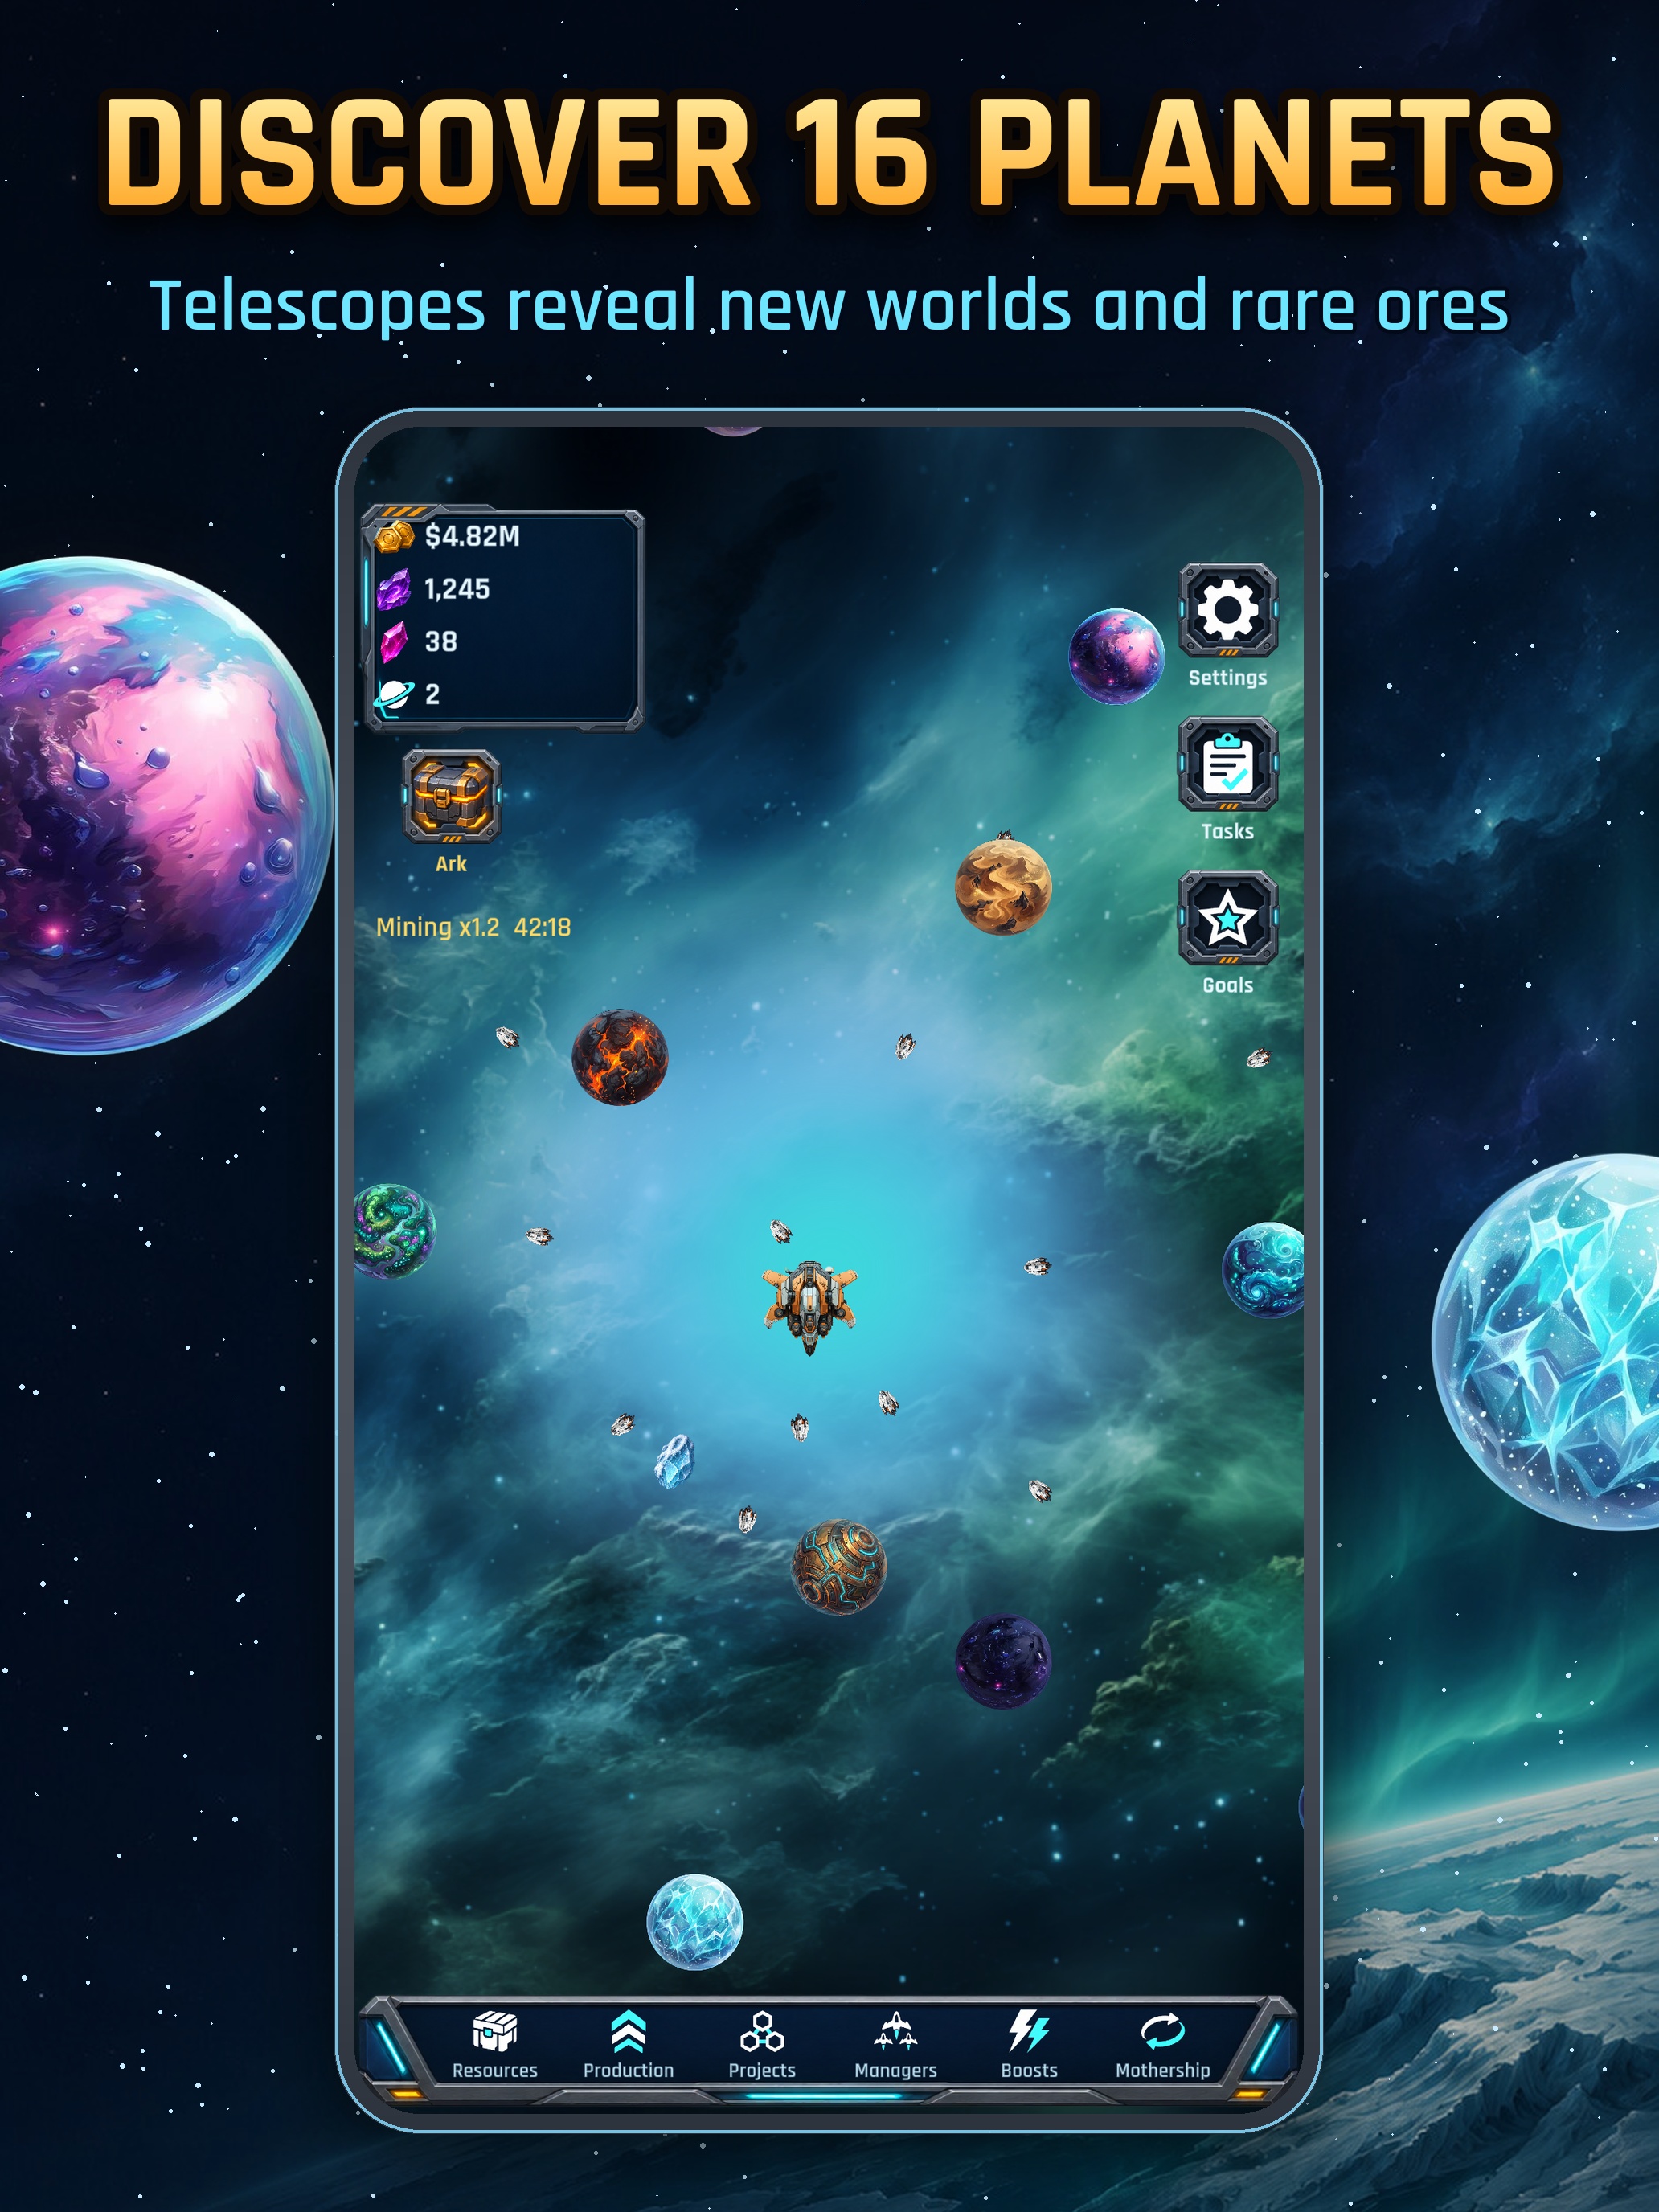 DISCOVER 16 PLANETS
Telescopes reveal new worlds and rare ores
$4.82M
1,245
38
2
Settings
Tasks
Ark
Mining x1.2 42:18
Goals
Resources Production Projects Managers Boosts Mothership